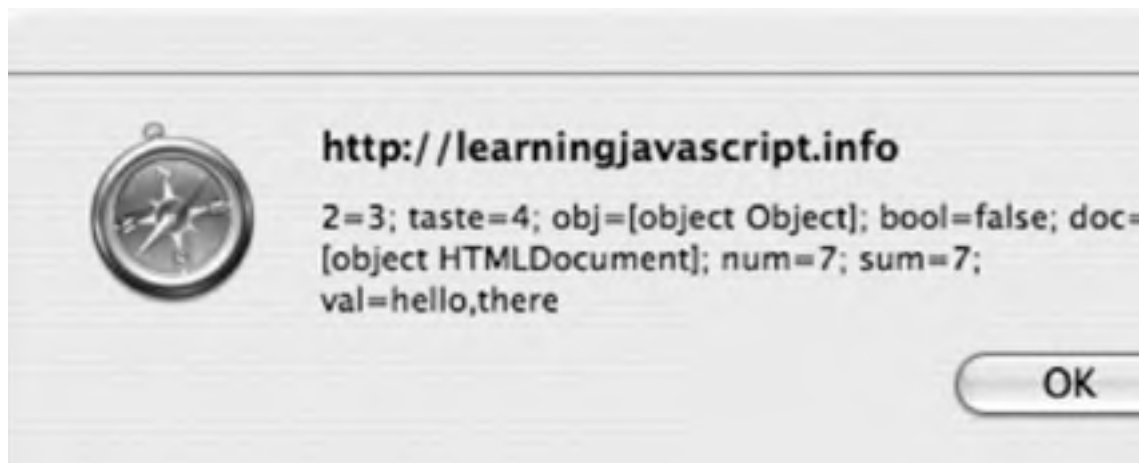 http://learningjavascript.info
2=3; taste=4; obj=[object Object]; bool=false; doc=
[object HTMLDocument]; num=7; sum=7;
val=hello,there
OK